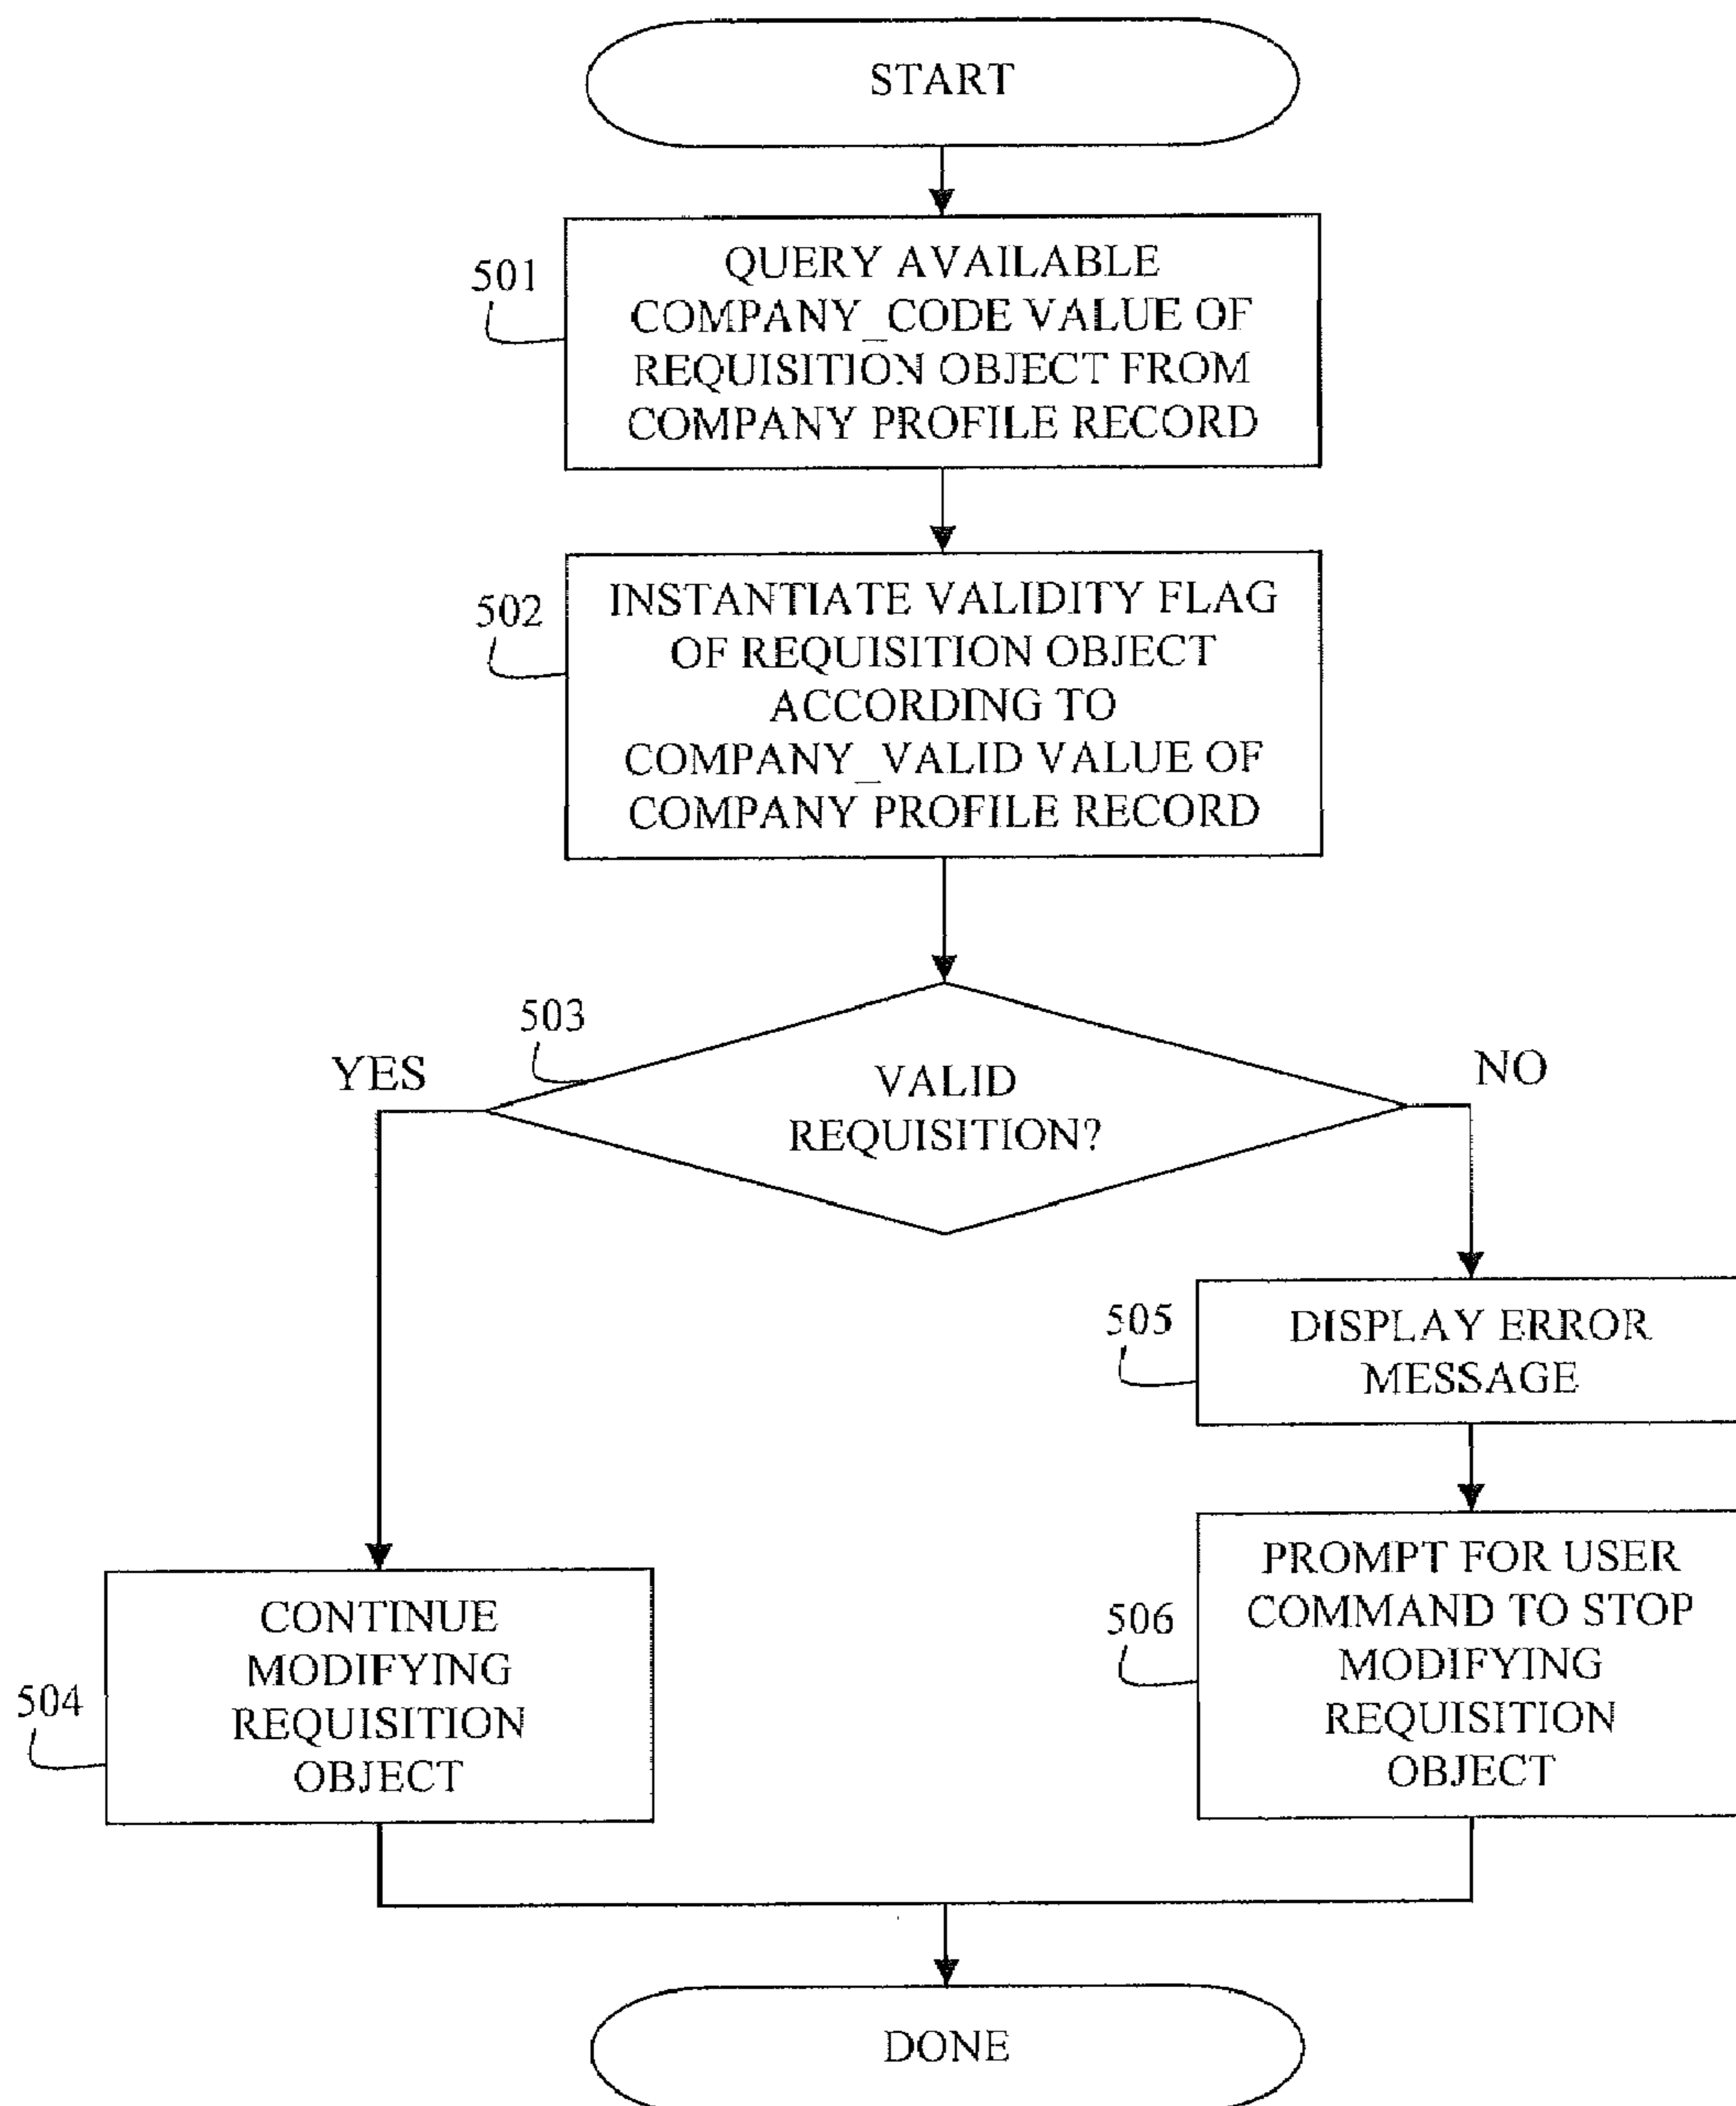 START
501
QUERY AVAILABLE
COMPANY_CODE VALUE OF
REQUISITION OBJECT FROM
COMPANY PROFILE RECORD
502
INSTANTIATE VALIDITY FLAG
OF REQUISITION OBJECT
ACCORDING TO
COMPANY_VALID VALUE OF
COMPANY PROFILE RECORD
503
YES
VALID
REQUISITION?
NO
505
DISPLAY ERROR
MESSAGE
504
CONTINUE
MODIFYING
REQUISITION
OBJECT
506
PROMPT FOR USER
COMMAND TO STOP
MODIFYING
REQUISITION
OBJECT
DONE